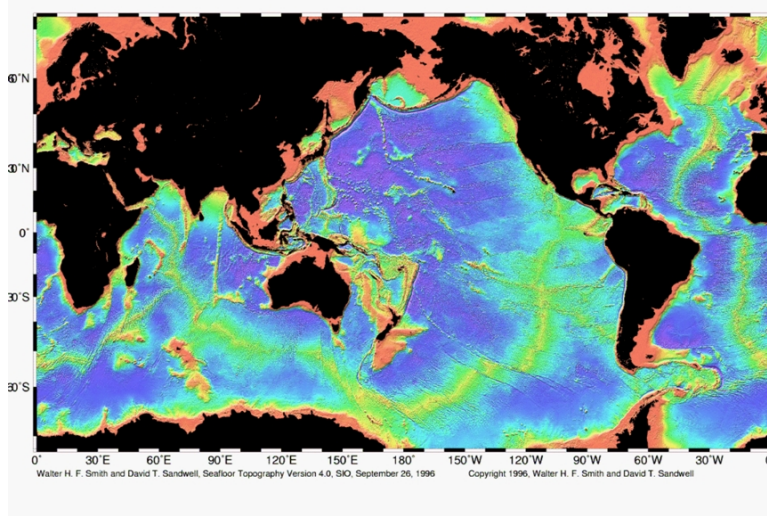 60˚N
30˚N
0˚
30˚S
60˚S
0˚ 30˚E 60˚E 90˚E 120˚E 150˚E 180˚ 150˚W 120˚W 90˚W 60˚W 30˚W 0
Walter H. F. Smith and David T. Sandwell, Seafloor Topography Version 4.0, SIO, September 26, 1996 Copyright 1996, Walter H. F. Smith and David T. Sandwell